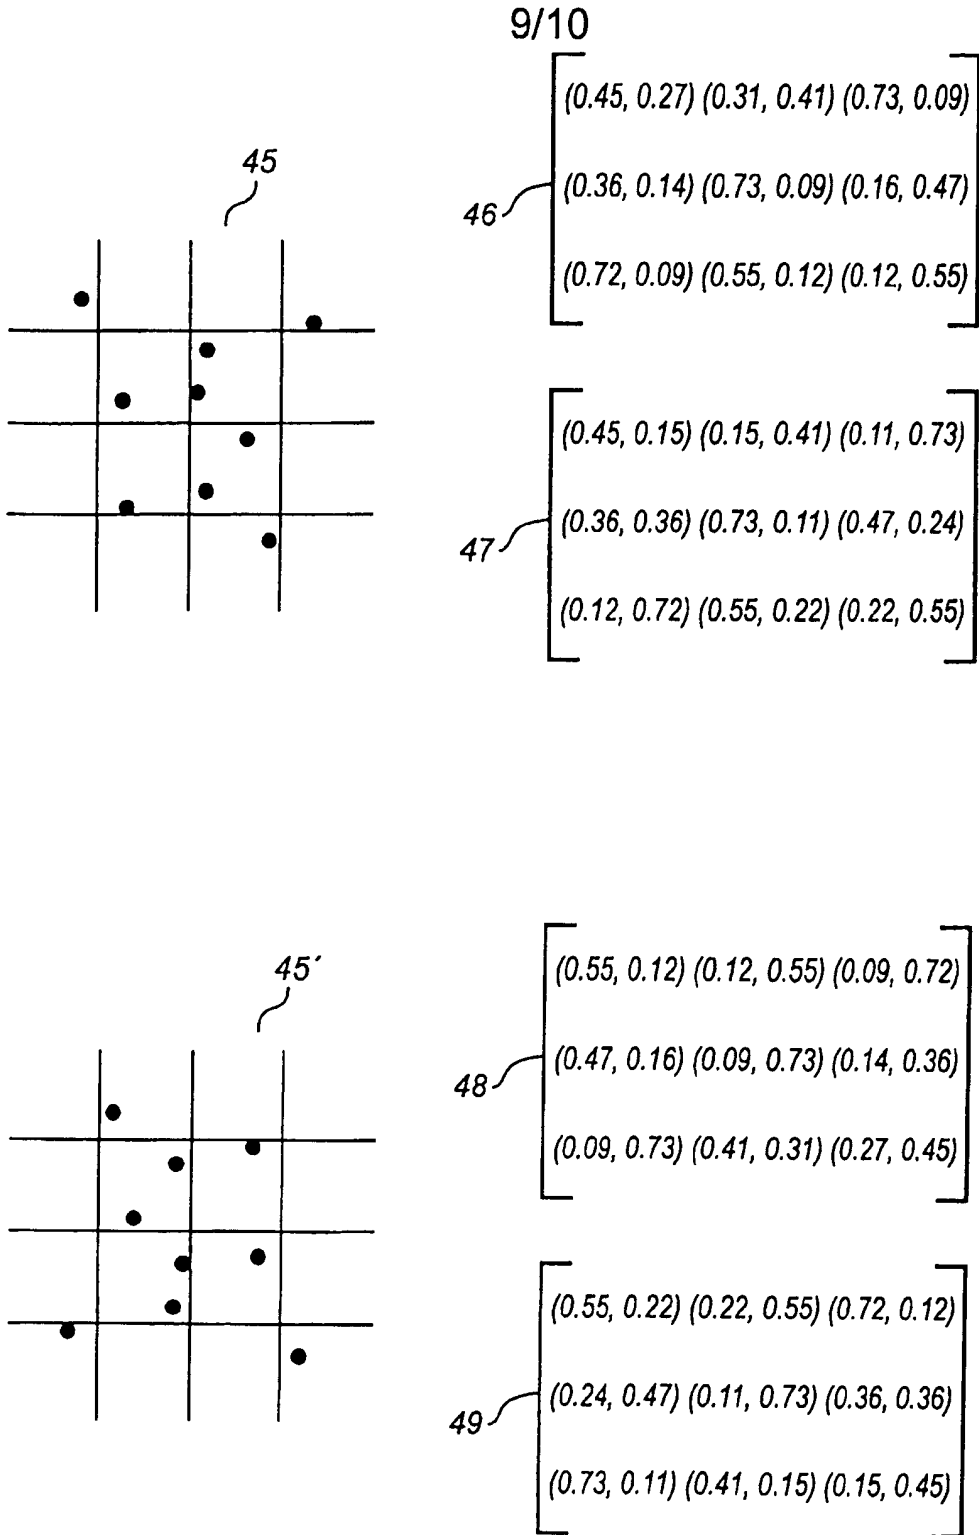 9/10
45
46
(0.45, 0.27) (0.31, 0.41) (0.73, 0.09)
(0.36, 0.14) (0.73, 0.09) (0.16, 0.47)
(0.72, 0.09) (0.55, 0.12) (0.12, 0.55)
47
(0.45, 0.15) (0.15, 0.41) (0.11, 0.73)
(0.36, 0.36) (0.73, 0.11) (0.47, 0.24)
(0.12, 0.72) (0.55, 0.22) (0.22, 0.55)
45´
48
(0.55, 0.12) (0.12, 0.55) (0.09, 0.72)
(0.47, 0.16) (0.09, 0.73) (0.14, 0.36)
(0.09, 0.73) (0.41, 0.31) (0.27, 0.45)
49
(0.55, 0.22) (0.22, 0.55) (0.72, 0.12)
(0.24, 0.47) (0.11, 0.73) (0.36, 0.36)
(0.73, 0.11) (0.41, 0.15) (0.15, 0.45)